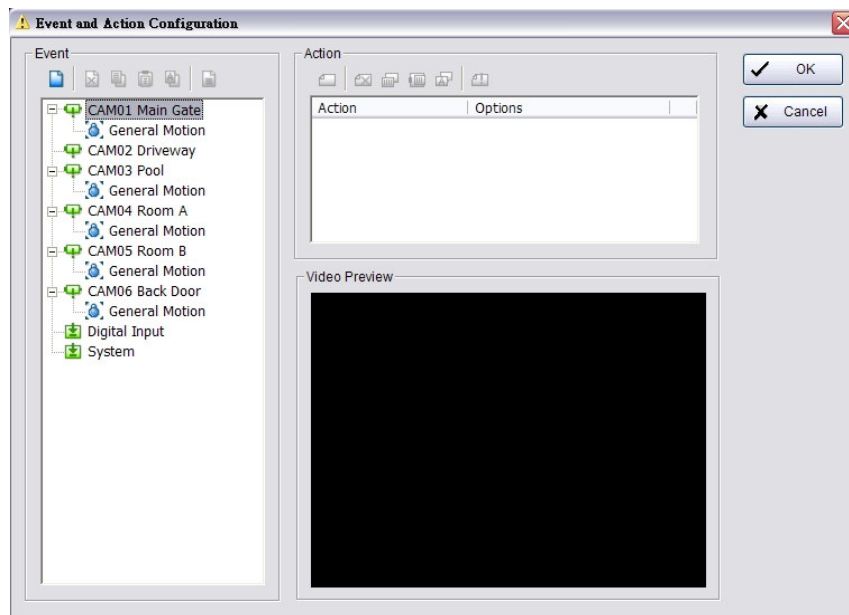 Event and Action Configuration
Event
CAM01 Main Gate
General Motion
CAM02 Driveway
CAM03 Pool
General Motion
CAM04 Room A
General Motion
CAM05 Room B
General Motion
CAM06 Back Door
General Motion
Digital Input
System
Action
Action Options
Video Preview
OK
Cancel